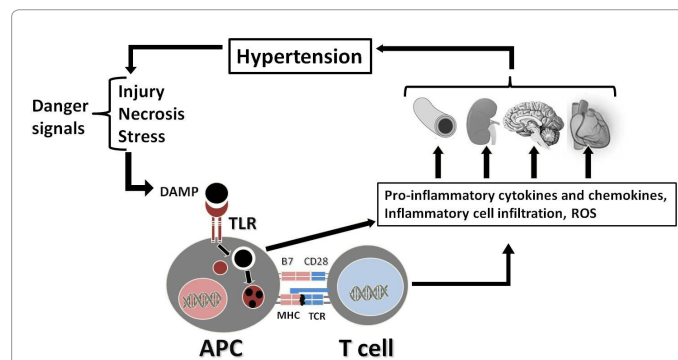 Hypertension
Danger
signals
Injury
Necrosis
Stress
DAMP
TLR
Pro-inflammatory cytokines and chemokines,
Inflammatory cell infiltration, ROS
B7 CD28
MHC TCR
APC
T cell